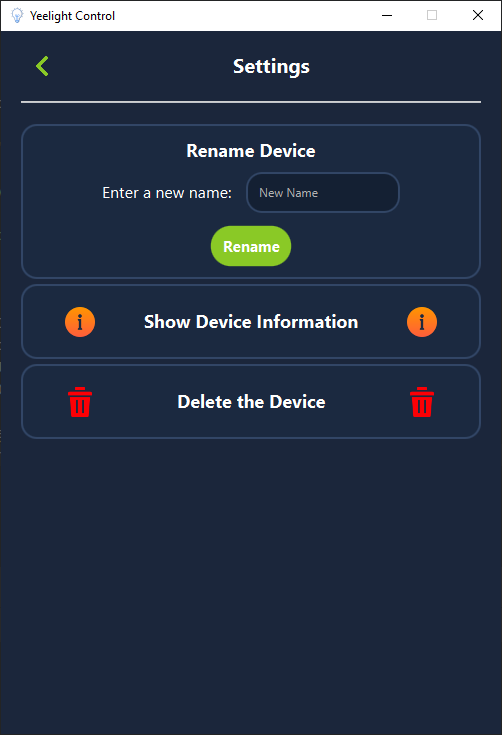 Yeelight Control
Settings
Rename Device
Enter a new name: New Name
Rename
Show Device Information
Delete the Device